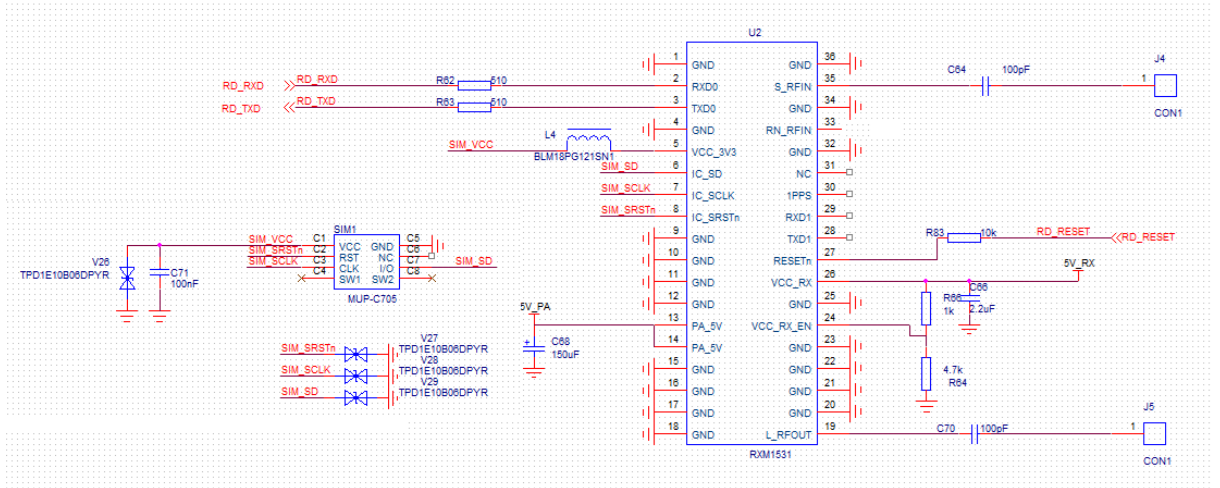 U2
1 GND GND 36
C64 100pF J4
RD_RXD RD_RXD R62 510 2 RXD0 S_RFIN 35 1
RD_TXD RD_TXD R63 510 3 TXD0 GND 34
CON1
4 GND RN_RFIN 33
L4
SIM_VCC 5 VCC_3V3 GND 32
BLM18PG121SN1
SIM_SD 6 IC_SD NC 31
SIM_SCLK 7 IC_SCLK 1PPS 30
SIM_SRSTn 8 IC_SRSTn RXD1 29
SIM1
9 GND TXD1 28 R83 10k RD_RESET RD_RESET
SIM_VCC C1 VCC GND C5
SIM_SRSTn C2 RST NC C6
SIM_SCLK C3 CLK I/O C7 SIM_SD
C4 SW1 SW2 C8
MUP-C705
V26
TPD1E10B06DPYR
C71
100nF
10 GND RESETn 27
5V_RX
11 GND VCC_RX 26
R66
1k
C66
2.2uF
12 GND GND 25
5V_PA
13 PA_5V VCC_RX_EN 24
C68
150uF
+
14 PA_5V GND 23
V27
SIM_SRSTn TPD1E10B06DPYR
V28
SIM_SCLK TPD1E10B06DPYR
V29
SIM_SD TPD1E10B06DPYR
15 GND GND 22
4.7k
R64
16 GND GND 21
17 GND GND 20
J5
18 GND L_RFOUT 19 C70 100pF 1
RXM1531
CON1